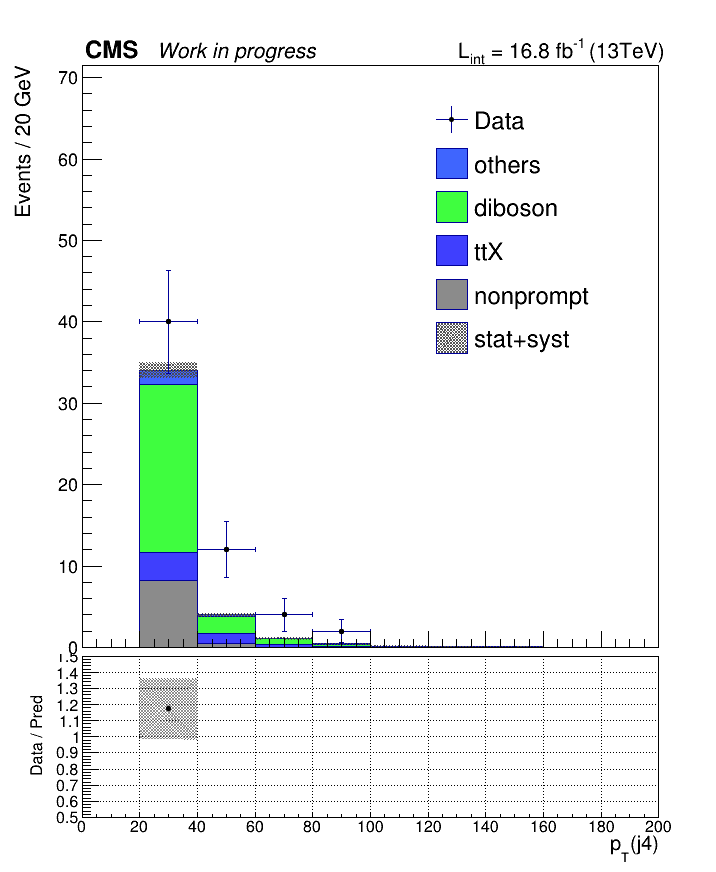 CMS Work in progress L_int = 16.8 fb^-1 (13TeV)
Events / 20 GeV
70
60
50
40
30
20
10
0
Data
others
diboson
ttX
nonprompt
stat+syst
Data / Pred
1.5
1.4
1.3
1.2
1.1
1
0.9
0.8
0.7
0.6
0.5
0 20 40 60 80 100 120 140 160 180 200
p_T(j4)